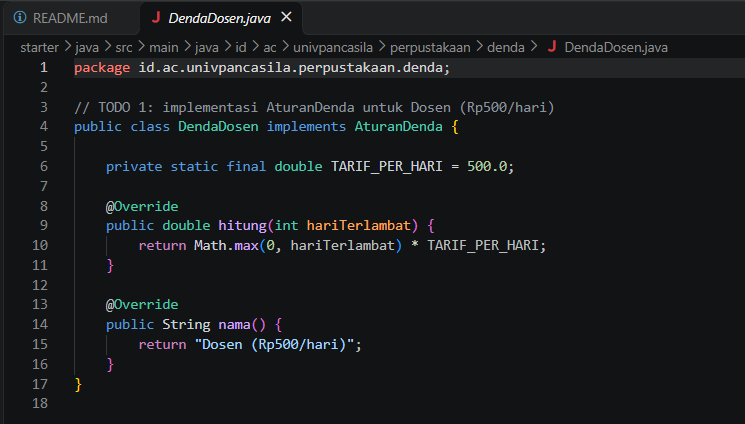 README.md DendaDosen.java
starter > java > src > main > java > id > ac > univpancasila > perpustakaan > denda > DendaDosen.java
1 package id.ac.univpancasila.perpustakaan.denda;
2
3 // TODO 1: implementasi AturanDenda untuk Dosen (Rp500/hari)
4 public class DendaDosen implements AturanDenda {
5
6     private static final double TARIF_PER_HARI = 500.0;
7
8     @Override
9     public double hitung(int hariTerlambat) {
10         return Math.max(0, hariTerlambat) * TARIF_PER_HARI;
11     }
12
13     @Override
14     public String nama() {
15         return "Dosen (Rp500/hari)";
16     }
17 }
18